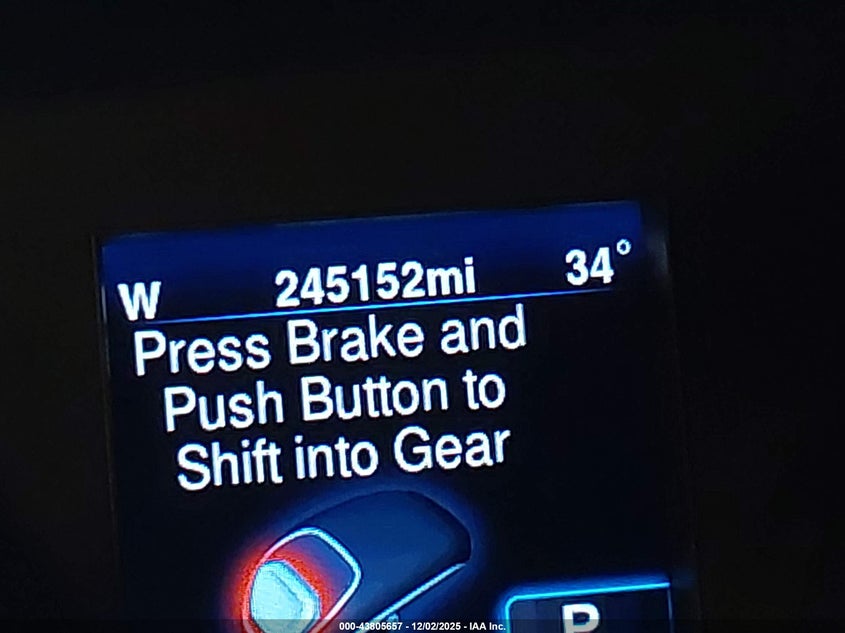 W 245152mi 34°
Press Brake and
Push Button to
Shift into Gear
P
000-43805657 - 12/02/2025 - IAA Inc.